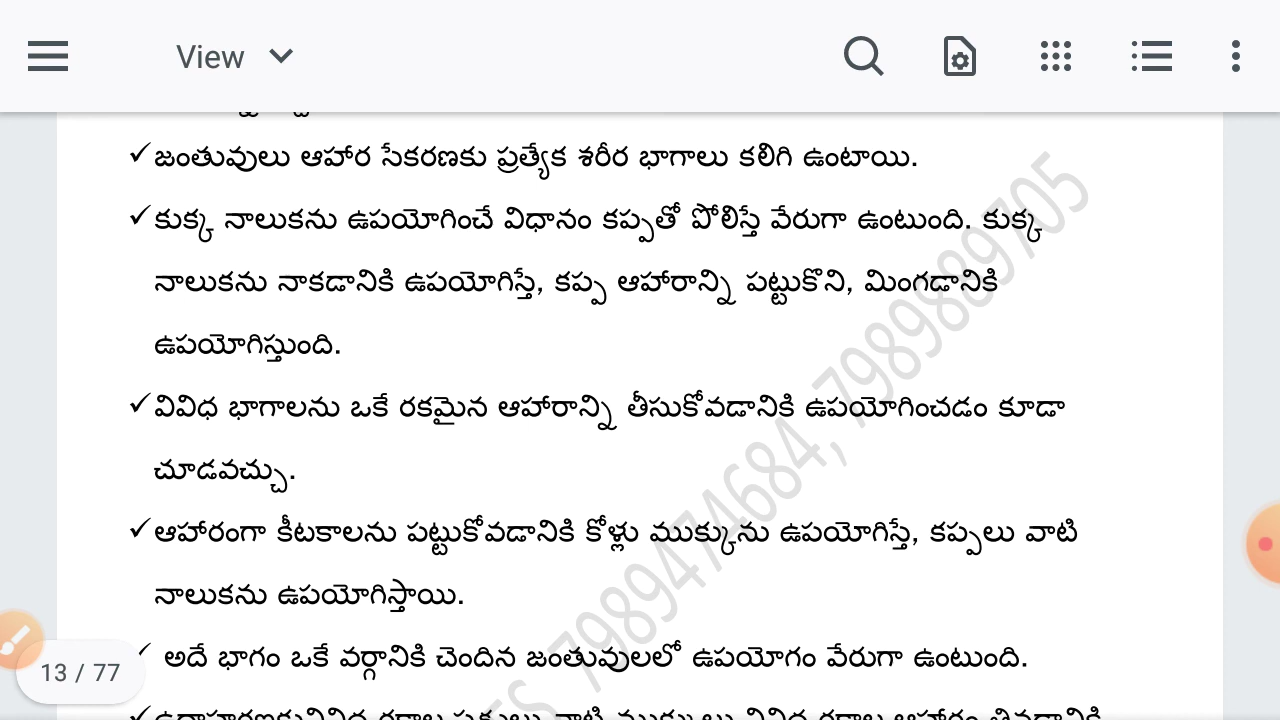 View
✓జంతువులు ఆహార సేకరణకు ప్రత్యేక శరీర భాగాలు కలిగి ఉంటాయి.
✓కుక్క నాలుకను ఉపయోగించే విధానం కప్పతో పోలిస్తే వేరుగా ఉంటుంది. కుక్క
నాలుకను నాకడానికి ఉపయోగిస్తే, కప్ప ఆహారాన్ని పట్టుకొని, మింగడానికి
ఉపయోగిస్తుంది.
✓వివిధ భాగాలను ఒకే రకమైన ఆహారాన్ని తీసుకోవడానికి ఉపయోగించడం కూడా
చూడవచ్చు.
✓ఆహారంగా కీటకాలను పట్టుకోవడానికి కోళ్లు ముక్కును ఉపయోగిస్తే, కప్పలు వాటి
నాలుకను ఉపయోగిస్తాయి.
✓ అదే భాగం ఒకే వర్గానికి చెందిన జంతువులలో ఉపయోగం వేరుగా ఉంటుంది.
13 / 77
7989474684, 7989889705